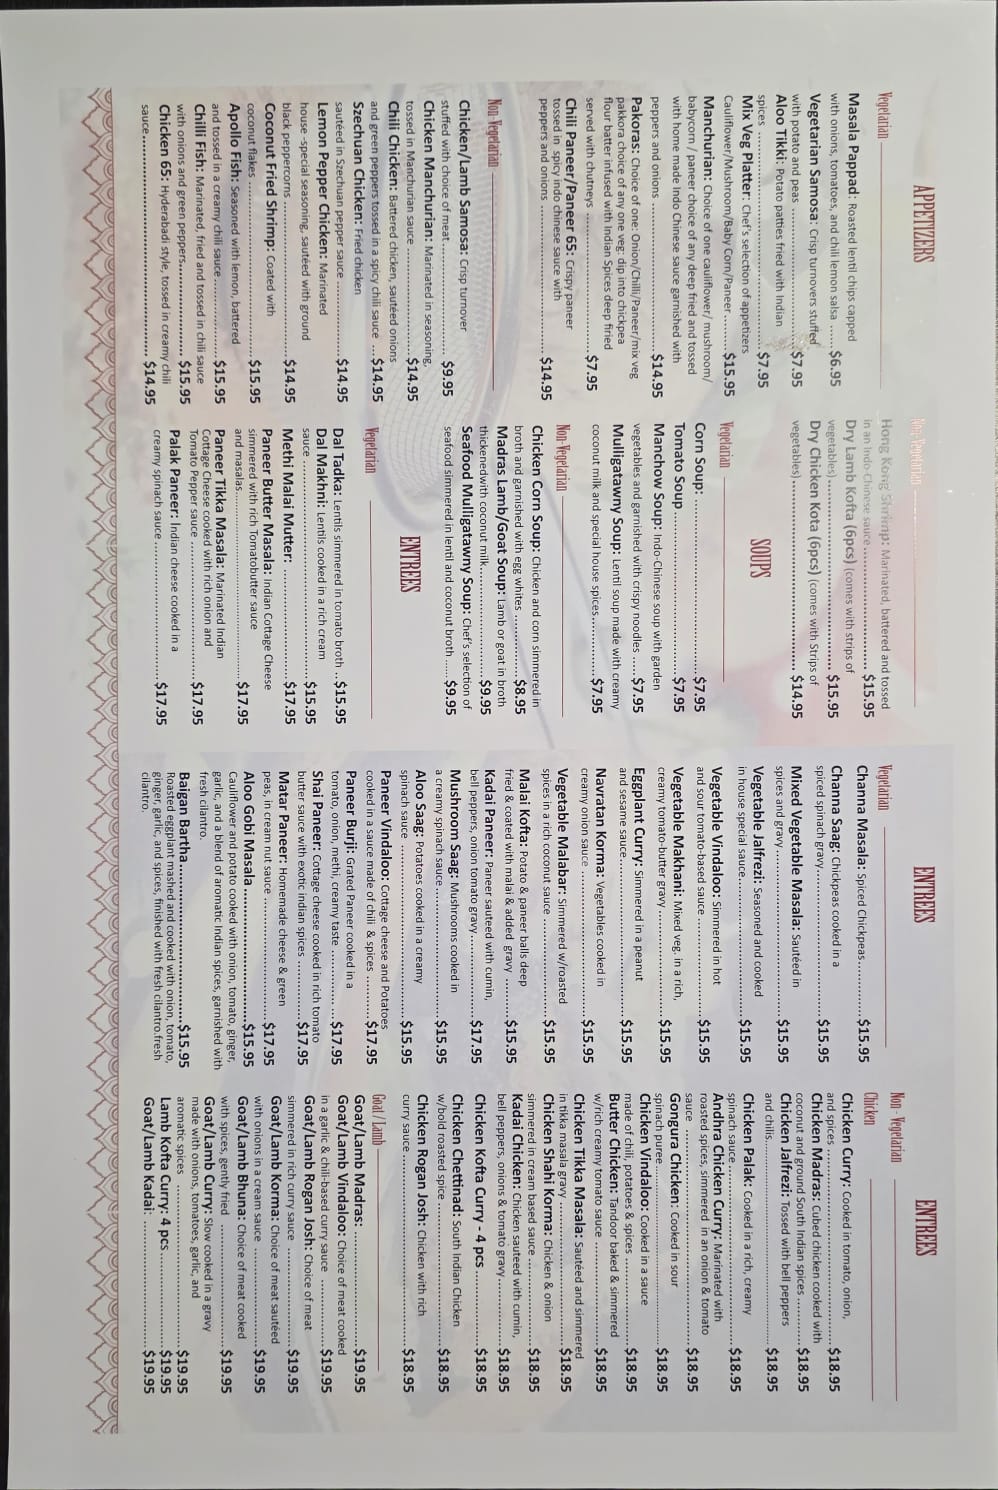 APPETIZERS
Vegetarian
Masala Pappad: Roasted lentil chips capped
with onions, tomatoes, and chili lemon salsa ...... $6.95
Vegetarian Samosa: Crisp turnovers stuffed
with potato and peas ................................ $7.95
Aloo Tikki: Potato patties fried with Indian
spices ................................................ $7.95
Mix Veg Platter: Chef's selection of appetizers
Cauliflower/Mushroom/Baby Corn/Paneer......... $15.95
Manchurian: Choice of one cauliflower/ mushroom/
babycorn / paneer choice of any deep fried and tossed
with home made Indo Chinese sauce garnished with
peppers and onions .................................. $14.95
Pakoras: Choice of one: Onion/Chilli/Paneer/mix veg
pakkora choice of any one veg: dip into chickpea
flour batter infused with Indian Spices deep firied
served with chutneys ................................ $7.95
Chili Paneer/Paneer 65: Crispy paneer
tossed in spicy indo chinese sauce with
peppers and onions .................................. $14.95
Non-Vegetarian
Chicken/Lamb Samosa: Crisp turnover
stuffed with choice of meat......................... $9.95
Chicken Manchurian: Marinated in seasoning,
tossed in Manchurian sauce ......................... $14.95
Chili Chicken: Battered chicken, sautéed onions
and green peppers tossed in a spicy chili sauce ... $14.95
Szechuan Chicken: Fried chicken
sautéed in Szechuan pepper sauce .................. $14.95
Lemon Pepper Chicken: Marinated
house -special seasoning, sautéed with ground
black peppercorns .................................. $14.95
Coconut Fried Shrimp: Coated with
coconut flakes ..................................... $15.95
Apollo Fish: Seasoned with lemon, battered
and tossed in a creamy chili sauce................. $15.95
Chilli Fish: Marinated, fried and tossed in chili sauce
with onions and green peppers..................... $15.95
Chicken 65: Hyderabadi style, tossed in creamy chili
sauce............................................... $14.95
Non-Vegetarian
Hong Kong Shrimp: Marinated, battered and tossed
in an Indo-Chinese sauce........................... $15.95
Dry Lamb Kofta (6pcs) (comes with strips of
vegetables)......................................... $15.95
Dry Chicken Kota (6pcs) (comes with Strips of
vegetables)......................................... $14.95
SOUPS
Vegetarian
Corn Soup: ......................................... $7.95
Tomato Soup........................................ $7.95
Manchow Soup: Indo-Chinese soup with garden
vegetables and garnished with crispy noodles ..... $7.95
Mulligatawny Soup: Lentil soup made with creamy
coconut milk and special house spices............. $7.95
Non-Vegetarian
Chicken Corn Soup: Chicken and corn simmered in
broth and garnished with egg whites .............. $8.95
Madras Lamb/Goat Soup: Lamb or goat in broth
thickenedwith coconut milk......................... $9.95
Seafood Mulligatawny Soup: Chef's selection of
seafood simmered in lentil and coconut broth ...... $9.95
ENTREES
Vegetarian
Dal Tadka: Lentils simmered in tomato broth .. $15.95
Dal Makhni: Lentils cooked in a rich cream
sauce .............................................. $15.95
Methi Malai Mutter: ............................... $17.95
Paneer Butter Masala: Indian Cottage Cheese
simmered with rich Tomatobutter sauce
and masalas......................................... $17.95
Paneer Tikka Masala: Marinated Indian
Cottage Cheese cooked with rich onion and
Tomato Pepper sauce ............................... $17.95
Palak Paneer: Indian cheese cooked in a
creamy spinach sauce............................... $17.95
ENTREES
Vegetarian
Channa Masala: Spiced Chickpeas............. $15.95
Channa Saag: Chickpeas cooked in a
spiced spinach gravy............................... $15.95
Mixed Vegetable Masala: Sautéed in
spices and gravy................................... $15.95
Vegetable Jalfrezi: Seasoned and cooked
in house special sauce............................. $15.95
Vegetable Vindaloo: Simmered in hot
and sour tomato-based sauce ...................... $15.95
Vegetable Makhani: Mixed veg. in a rich,
creamy tomato-butter gravy ....................... $15.95
Eggplant Curry: Simmered in a peanut
and sesame sauce................................... $15.95
Navratan Korma: Vegetables cooked in
creamy onion sauce ................................ $15.95
Vegetable Malabar: Simmered w/roasted
spices in a rich coconut sauce ................... $15.95
Malai Kofta: Potato & paneer balls deep
fried & coated with malai & added gravy ......... $15.95
Kadai Paneer: Paneer sauteed with cumin,
bell peppers, onion tomato gravy.................. $17.95
Mushroom Saag: Mushrooms cooked in
a creamy spinach sauce............................ $15.95
Aloo Saag: Potatoes cooked in a creamy
spinach sauce ..................................... $15.95
Paneer Vindaloo: Cottage cheese and Potatoes
cooked in a sauce made of chili & spices .......... $17.95
Paneer Burji: Grated Paneer cooked in a
tomato, onion, methi, creamy taste ............... $17.95
Shai Paneer: Cottage cheese cooked in rich tomato
butter sauce with exotic indian spices ............ $17.95
Matar Paneer: Homemade cheese & green
peas, in cream nut sauce .......................... $17.95
Aloo Gobi Masala .................................. $15.95
Cauliflower and potato cooked with onion, tomato, ginger,
garlic, and a blend of aromatic Indian spices, garnished with
fresh cilantro.
Baigan Bartha...................................... $15.95
Roasted eggplant mashed and cooked with onion, tomato,
ginger, garlic, and spices, finished with fresh cilantro.fresh
cilantro.
ENTREES
Non - Vegetarian
Chicken
Chicken Curry: Cooked in tomato, onion,
and spices ......................................... $18.95
Chicken Madras: Cubed chicken cooked with
coconut and ground South Indian spices ........... $18.95
Chicken Jalfrezi: Tossed with bell peppers
and chilis.......................................... $18.95
Chicken Palak: Cooked in a rich, creamy
spinach sauce...................................... $18.95
Andhra Chicken Curry: Marinated with
roasted spices, simmered in an onion & tomato
sauce .............................................. $18.95
Gongura Chicken: Cooked in sour
spinach puree...................................... $18.95
Chicken Vindaloo: Cooked in a sauce
made of chili, potatoes & spices .................. $18.95
Butter Chicken: Tandoor baked & simmered
w/rich creamy tomato sauce ....................... $18.95
Chicken Tikka Masala: Sautéed and simmered
in tikka masala gravy .............................. $18.95
Chicken Shahi Korma: Chicken & onion
simmered in cream based sauce .................... $18.95
Kadai Chicken: Chicken sauteed with cumin,
bell peppers, onions & tomato gravy............... $18.95
Chicken Kofta Curry - 4 pcs ....................... $18.95
Chicken Chettinad: South Indian Chicken
w/bold roasted spice .............................. $18.95
Chicken Rogan Josh: Chicken with rich
curry sauce........................................ $18.95
Goat / Lamb
Goat/Lamb Madras: ................................. $19.95
Goat/Lamb Vindaloo: Choice of meat cooked
in a garlic & chili-based curry sauce ............. $19.95
Goat/Lamb Rogan Josh: Choice of meat
simmered in rich curry sauce ...................... $19.95
Goat/Lamb Korma: Choice of meat sautéed
with onions in a cream sauce ..................... $19.95
Goat/Lamb Bhuna: Choice of meat cooked
with spices, gently fried .......................... $19.95
Goat/Lamb Curry: Slow cooked in a gravy
made with onions, tomatoes, garlic, and
aromatic spices .................................... $19.95
Lamb Kofta Curry: 4 pcs............................ $19.95
Goat/Lamb Kadai: .................................. $19.95